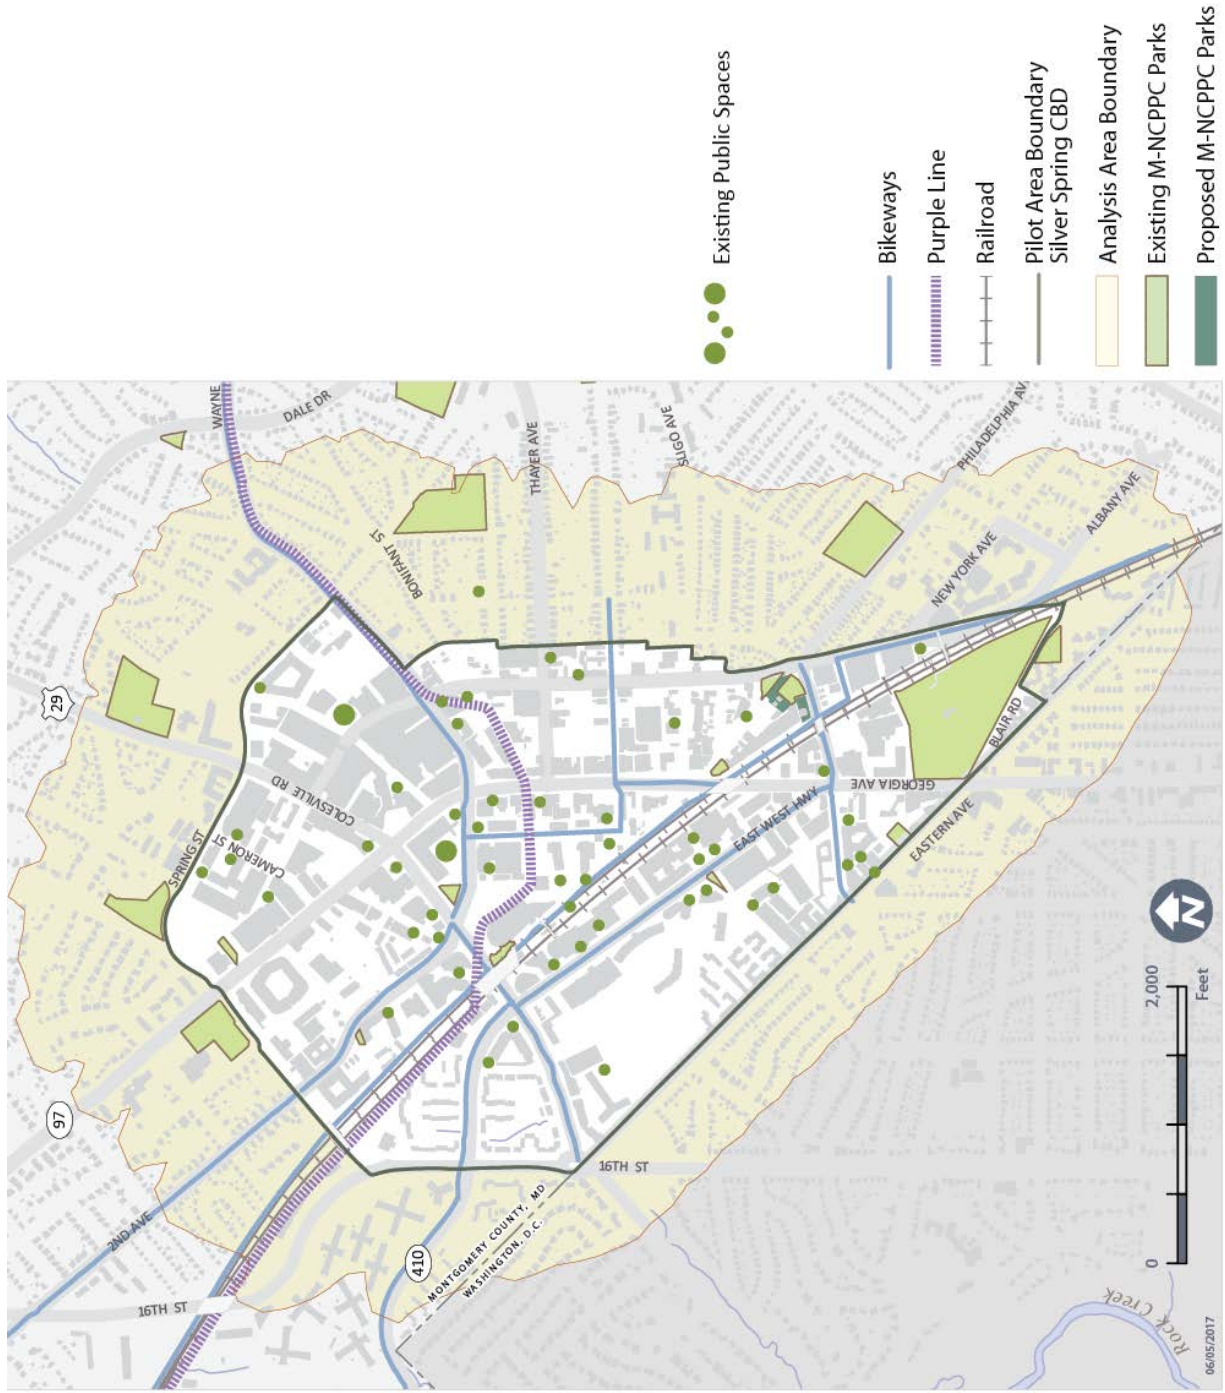 Existing Public Spaces
Bikeways
Purple Line
Railroad
Pilot Area Boundary
Silver Spring CBD
Analysis Area Boundary
Existing M-NCPPC Parks
Proposed M-NCPPC Parks
WAYNE
DALE DR
29
BONIFANT ST
THAYER AVE
SLIGO AVE
PHILADELPHIA AV
NEW YORK AVE
ALBANY AVE
COLESVILLE RD
SPRING ST
CAMERON ST
GEORGIA AVE
BLAIR RD
EAST WEST HWY
EASTERN AVE
97
2ND AVE
16TH ST
16TH ST
410
MONTGOMERY COUNTY, MD
WASHINGTON, D.C.
N
0
2,000
Feet
Rock Creek
06/05/2017